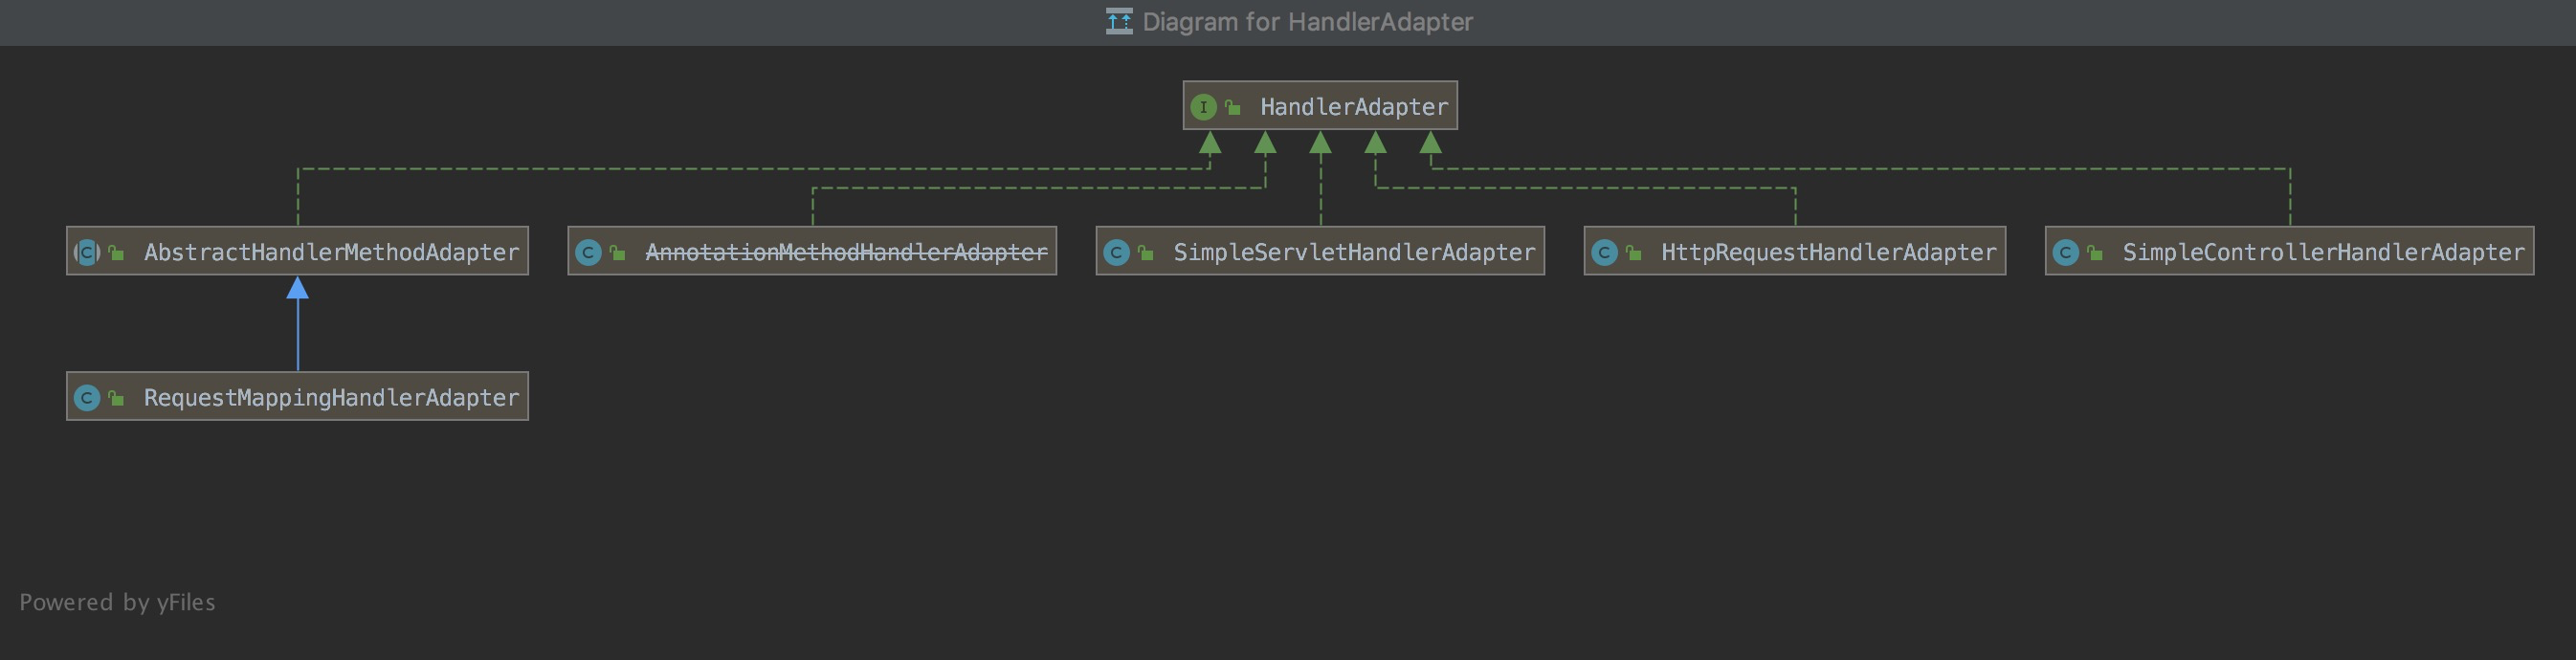 Diagram for HandlerAdapter
I HandlerAdapter
C AbstractHandlerMethodAdapter
C AnnotationMethodHandlerAdapter
C SimpleServletHandlerAdapter
C HttpRequestHandlerAdapter
C SimpleControllerHandlerAdapter
C RequestMappingHandlerAdapter
Powered by yFiles